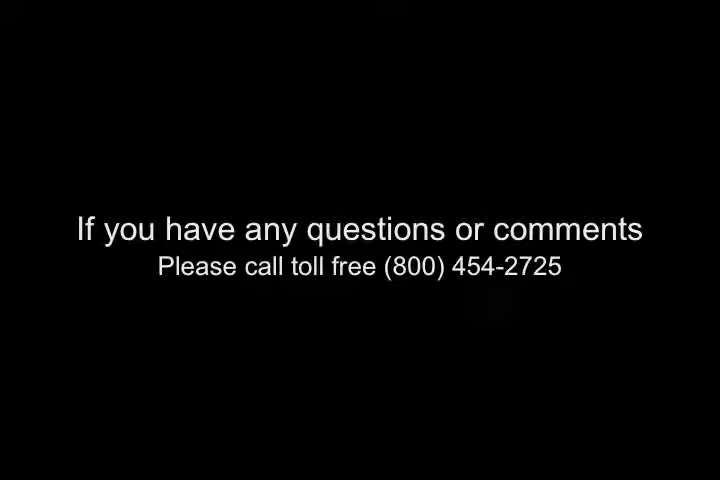 If you have any questions or comments
Please call toll free (800) 454-2725